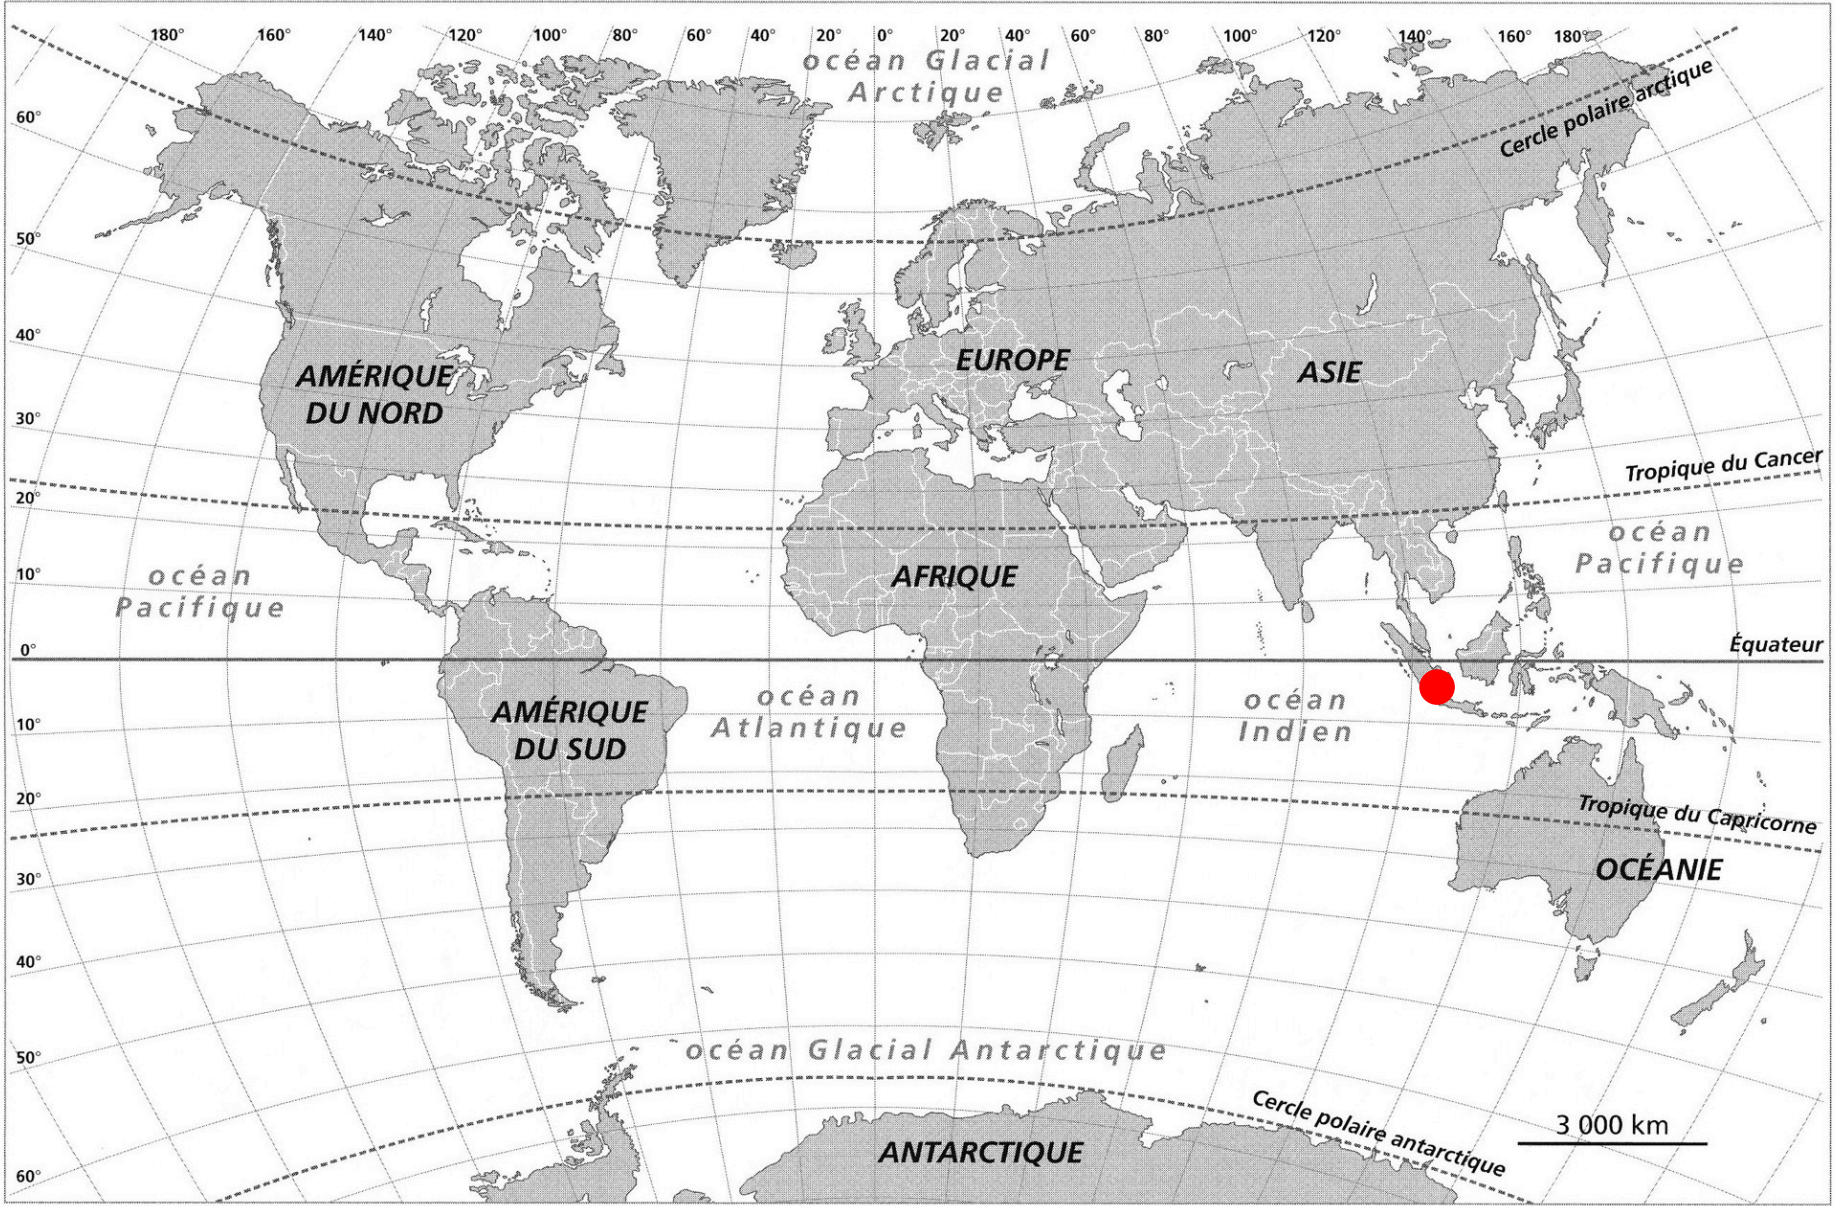 180° 160° 140° 120° 100° 80° 60° 40° 20° 0° 20° 40° 60° 80° 100° 120° 140° 160° 180°
océan Glacial
Arctique
Cercle polaire arctique
60°
50°
40°
30°
20°
10°
0°
10°
20°
30°
40°
50°
60°
AMÉRIQUE
DU NORD
EUROPE
ASIE
Tropique du Cancer
océan
Pacifique
océan
Pacifique
AFRIQUE
Équateur
AMÉRIQUE
DU SUD
océan
Atlantique
océan
Indien
Tropique du Capricorne
OCÉANIE
océan Glacial Antarctique
Cercle polaire antarctique
3 000 km
ANTARCTIQUE